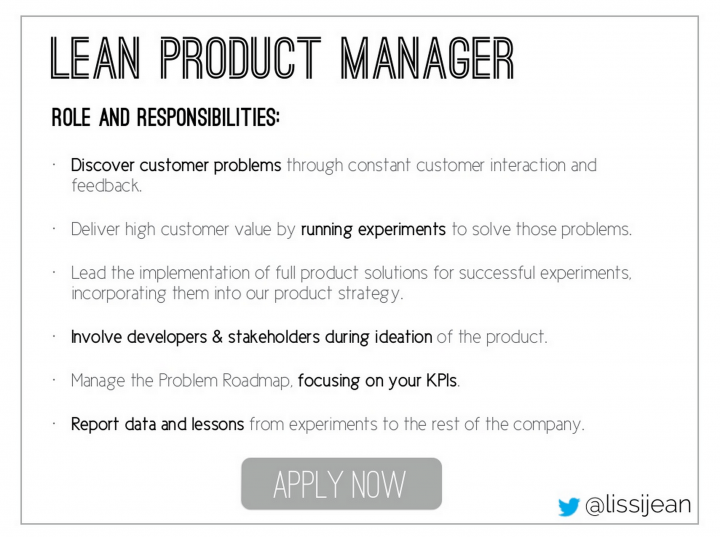 LEAN PRODUCT MANAGER
ROLE AND RESPONSIBILITIES:
· Discover customer problems through constant customer interaction and
feedback.
· Deliver high customer value by running experiments to solve those problems.
· Lead the implementation of full product solutions for successful experiments,
incorporating them into our product strategy.
· Involve developers & stakeholders during ideation of the product.
· Manage the Problem Roadmap, focusing on your KPIs.
· Report data and lessons from experiments to the rest of the company.
APPLY NOW
@lissijean